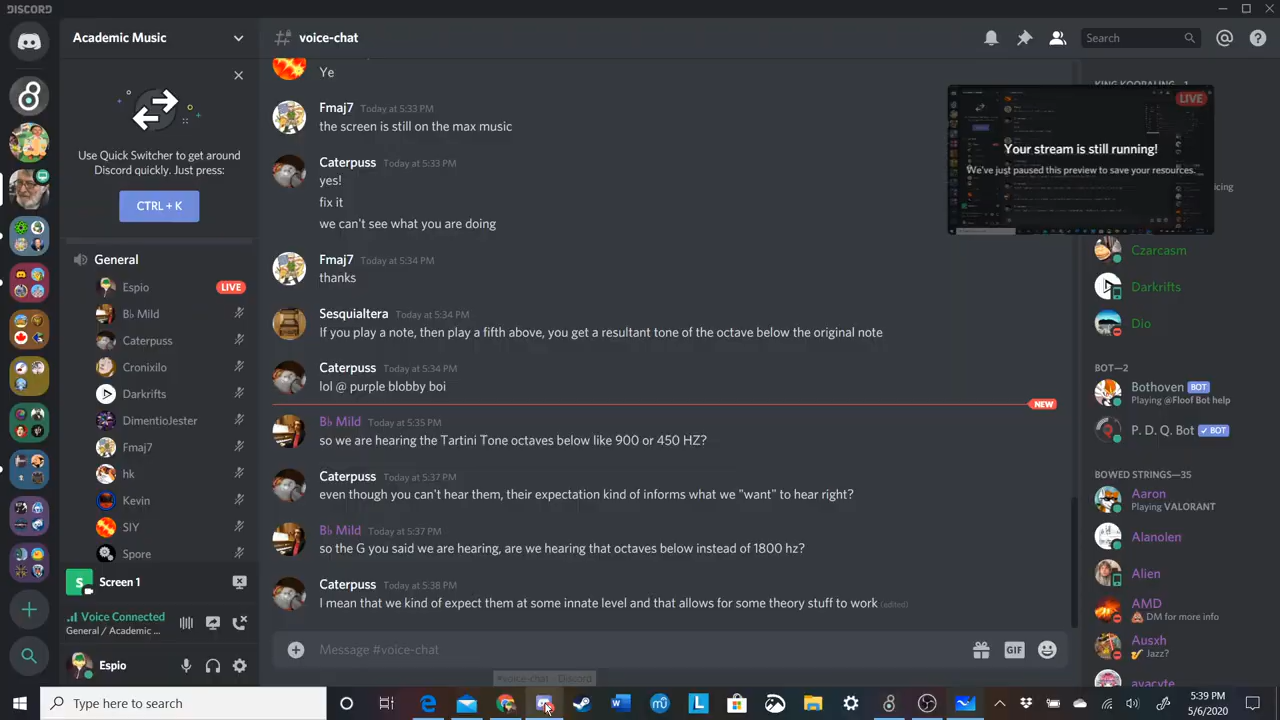 DISCORD
Academic Music
Use Quick Switcher to get around
Discord quickly. Just press:
CTRL + K
General
Espio LIVE
B♭ Mild
Caterpuss
Cronixilo
Darkrifts
DimentioJester
Fmaj7
hk
Kevin
SIY
Spore
S Screen 1
Voice Connected
General / Academic ...
Espio
voice-chat
Search
Ye
Fmaj7 Today at 5:33 PM
the screen is still on the max music
Caterpuss Today at 5:33 PM
yes!
fix it
we can't see what you are doing
Fmaj7 Today at 5:34 PM
thanks
Sesquialtera Today at 5:34 PM
If you play a note, then play a fifth above, you get a resultant tone of the octave below the original note
Caterpuss Today at 5:34 PM
lol @ purple blobby boi
NEW
B♭ Mild Today at 5:35 PM
so we are hearing the Tartini Tone octaves below like 900 or 450 HZ?
Caterpuss Today at 5:37 PM
even though you can't hear them, their expectation kind of informs what we "want" to hear right?
B♭ Mild Today at 5:37 PM
so the G you said we are hearing, are we hearing that octaves below instead of 1800 hz?
Caterpuss Today at 5:38 PM
I mean that we kind of expect them at some innate level and that allows for some theory stuff to work (edited)
Message #voice-chat
GIF
#voice-chat - Discord
LIVE
Your stream is still running!
We've just paused this preview to save your resources.
Czarcasm
Darkrifts
Dio
BOT—2
Bothoven BOT
Playing @Floof Bot help
P. D. Q. Bot ✔ BOT
BOWED STRINGS—35
Aaron
Playing VALORANT
Alanolen
Alien
AMD
DM for more info
Ausxh
Jazz?
avacyte
Type here to search
5:39 PM
5/6/2020